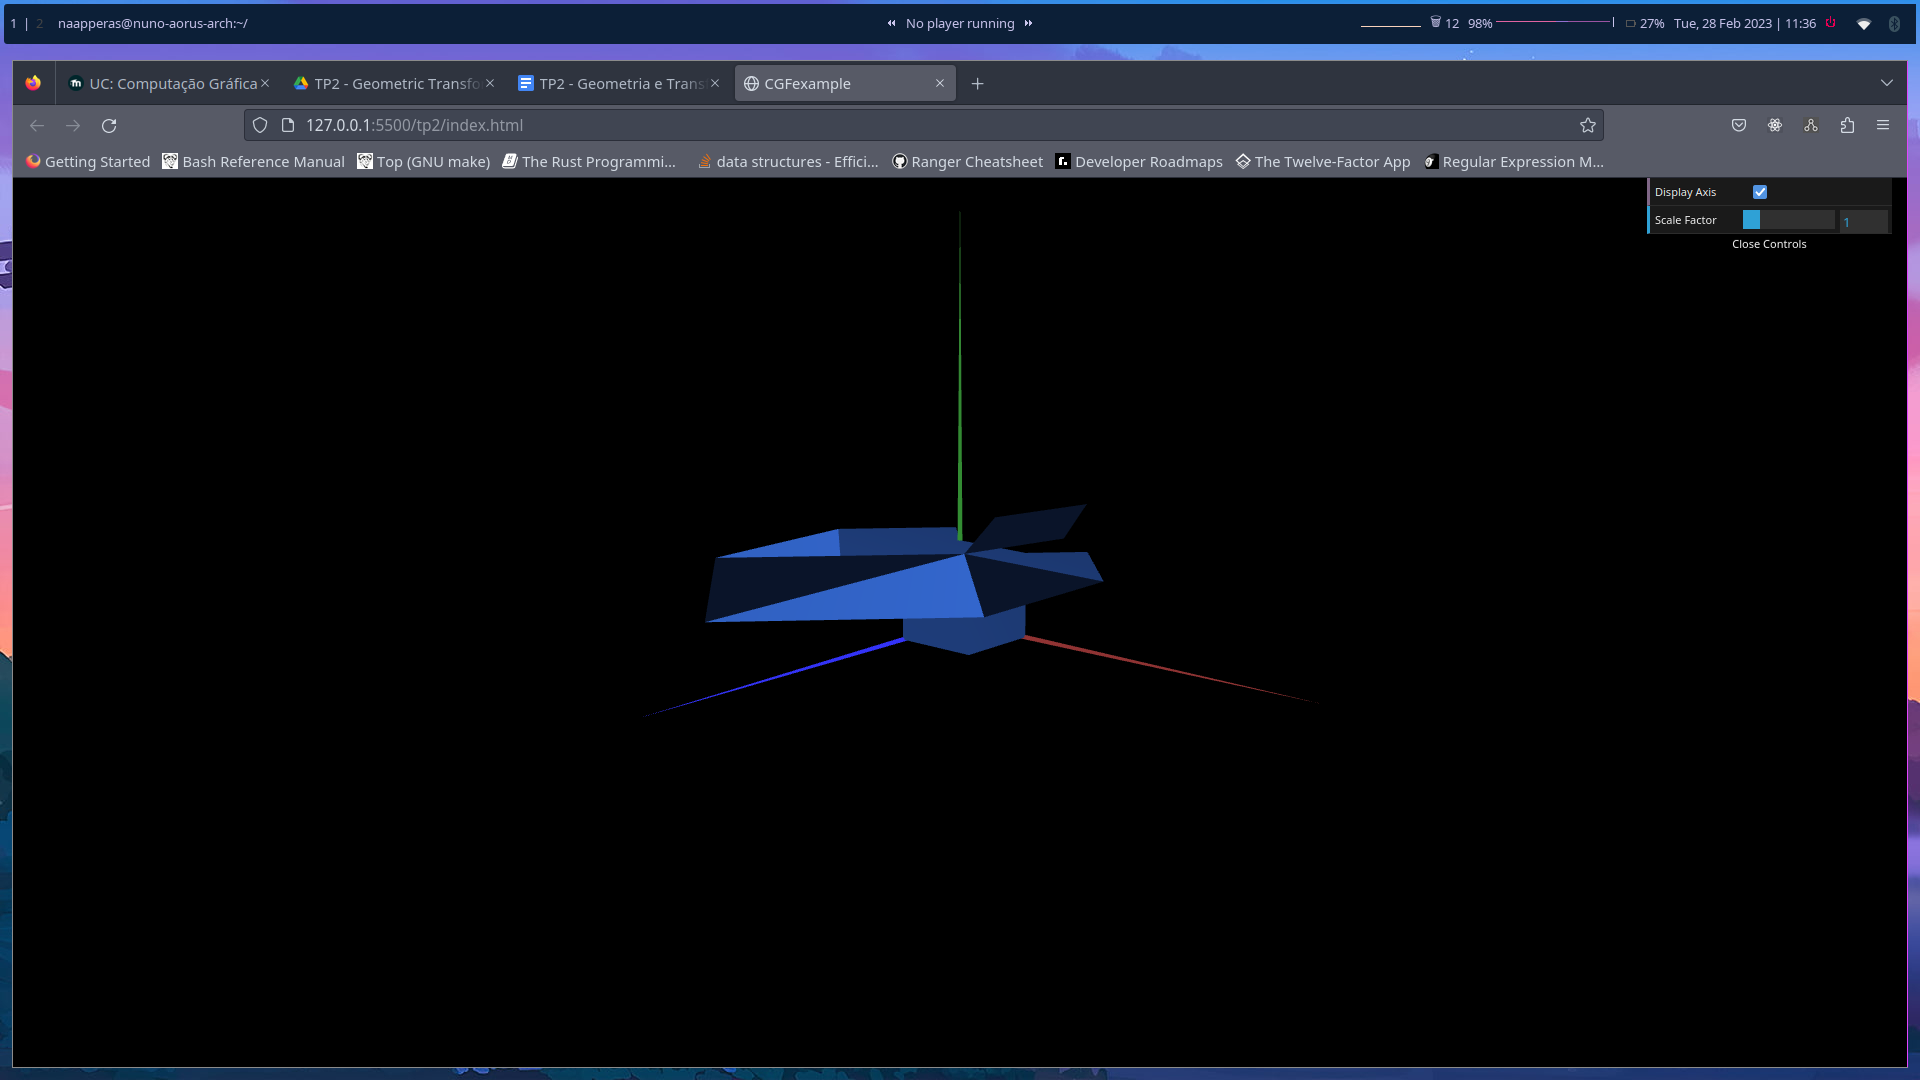 1 | 2 naapperas@nuno-aorus-arch:~/ No player running 12 98% 27% Tue, 28 Feb 2023 | 11:36
UC: Computação Gráfica TP2 - Geometric Transfo TP2 - Geometria e Trans CGFexample
127.0.0.1:5500/tp2/index.html
Getting Started Bash Reference Manual Top (GNU make) The Rust Programmi... data structures - Effici... Ranger Cheatsheet Developer Roadmaps The Twelve-Factor App Regular Expression M...
Display Axis
Scale Factor 1
Close Controls